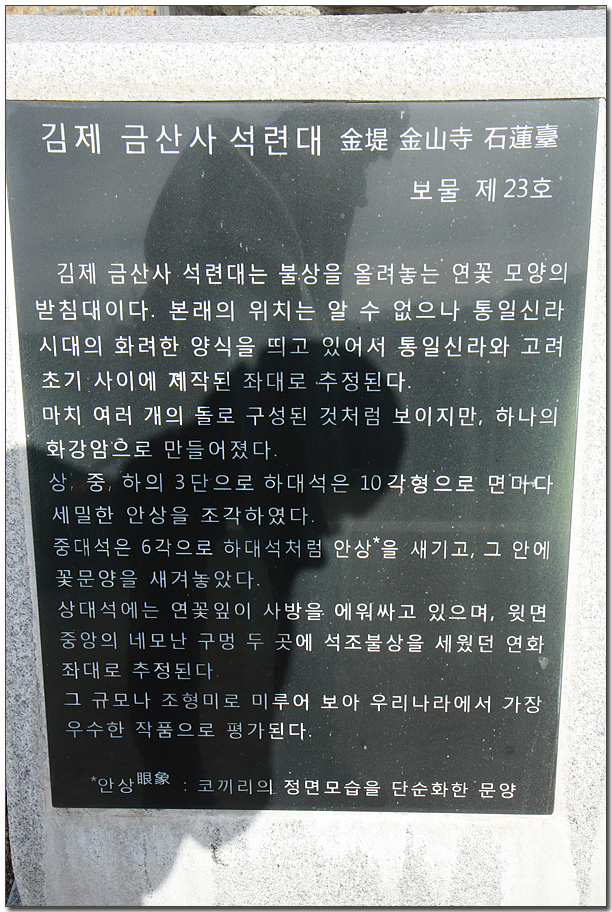 김제 금산사 석련대 金堤 金山寺 石蓮臺
보물 제 23호
김제 금산사 석련대는 불상을 올려놓는 연꽃 모양의
받침대이다. 본래의 위치는 알 수 없으나 통일신라
시대의 화려한 양식을 띄고 있어서 통일신라와 고려
초기 사이에 제작된 좌대로 추정된다.
마치 여러 개의 돌로 구성된 것처럼 보이지만, 하나의
화강암으로 만들어졌다.
상, 중, 하의 3단으로 하대석은 10각형으로 면마다
세밀한 안상을 조각하였다.
중대석은 6각으로 하대석처럼 안상*을 새기고, 그 안에
꽃문양을 새겨놓았다.
상대석에는 연꽃잎이 사방을 에워싸고 있으며, 윗면
중앙의 네모난 구멍 두 곳에 석조불상을 세웠던 연화
좌대로 추정된다.
그 규모나 조형미로 미루어 보아 우리나라에서 가장
우수한 작품으로 평가된다.
*안상眼象 : 코끼리의 정면모습을 단순화한 문양